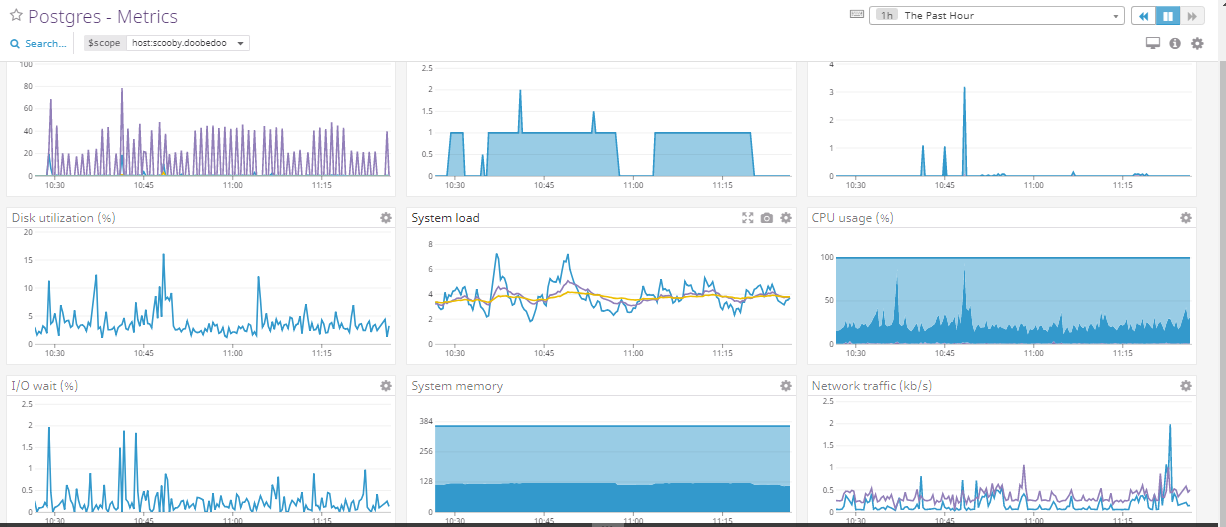 Postgres - Metrics
1h The Past Hour
Search... $scope host:scooby.doobedoo
100
80
60
40
20
0
10:30 10:45 11:00 11:15
2.5
2
1.5
1
0.5
0
10:30 10:45 11:00 11:15
4
3
2
1
0
10:30 10:45 11:00 11:15
Disk utilization (%)
20
15
10
5
0
10:30 10:45 11:00 11:15
System load
8
6
4
2
0
10:30 10:45 11:00 11:15
CPU usage (%)
100
50
0
10:30 10:45 11:00 11:15
I/O wait (%)
2.5
2
1.5
1
0.5
0
10:30 10:45 11:00 11:15
System memory
384
256
128
0
10:30 10:45 11:00 11:15
Network traffic (kb/s)
2.5
2
1.5
1
0.5
0
10:30 10:45 11:00 11:15